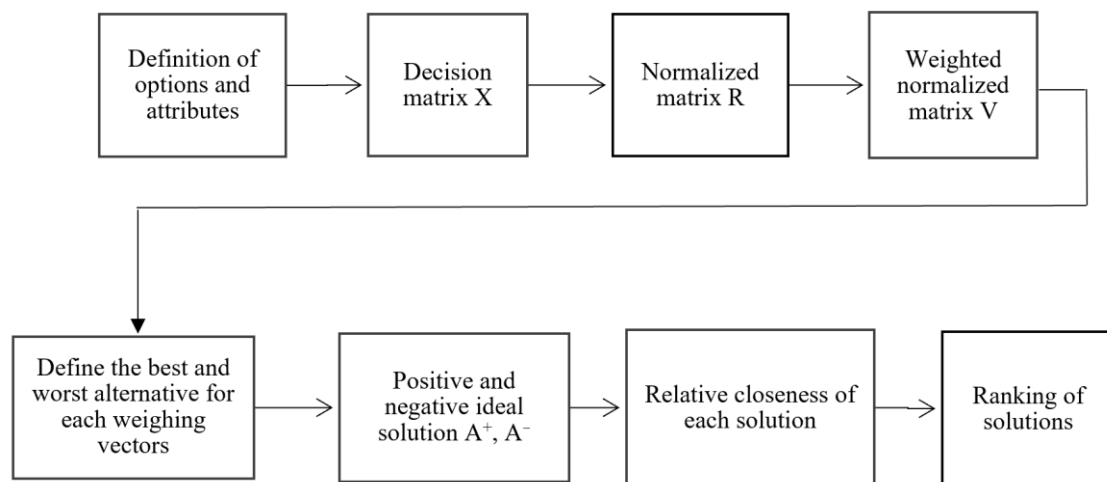 Definition of
options and
attributes
Decision
matrix X
Normalized
matrix R
Weighted
normalized
matrix V
Define the best and
worst alternative for
each weighing
vectors
Positive and
negative ideal
solution A⁺, A⁻
Relative closeness of
each solution
Ranking of
solutions